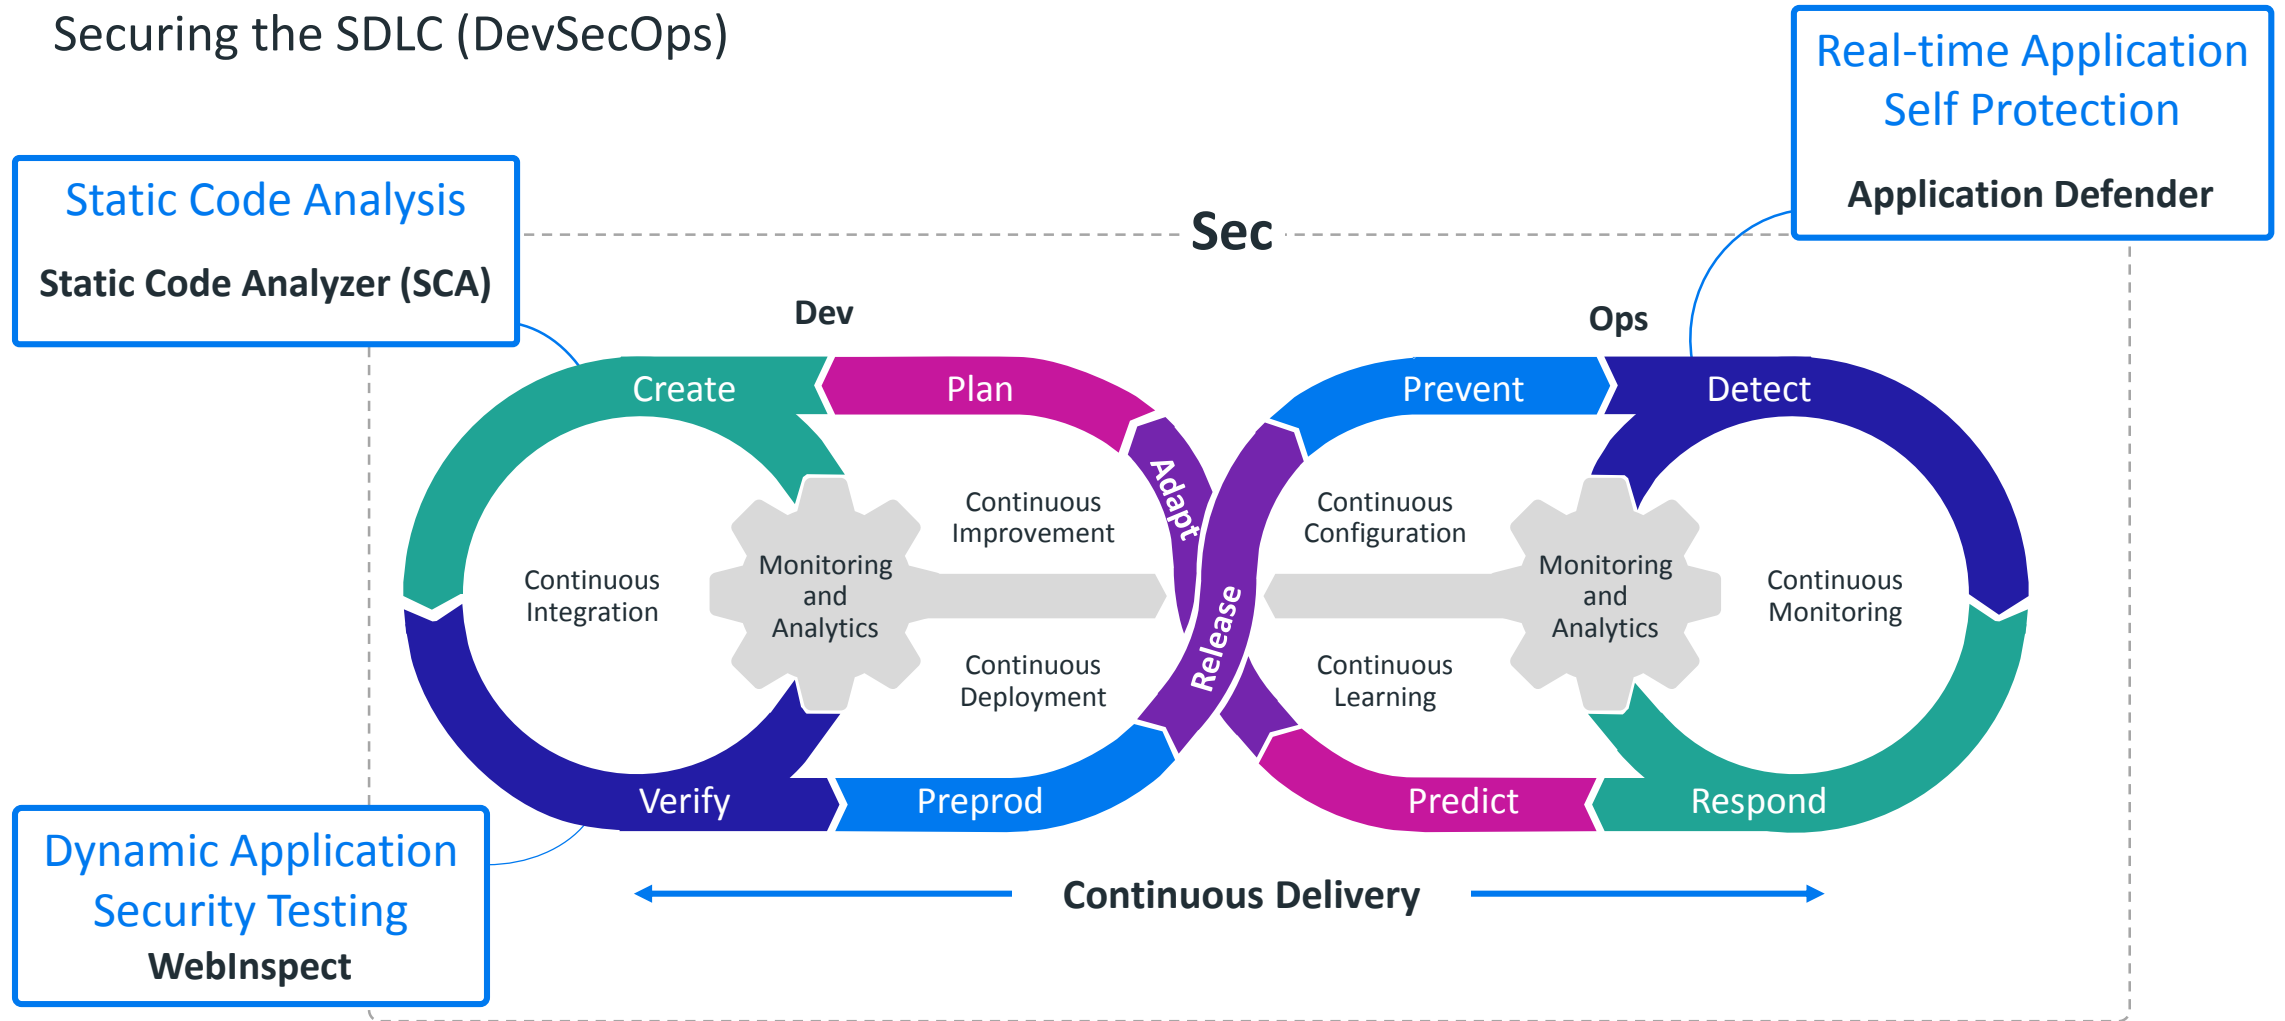 Securing the SDLC (DevSecOps)
Real-time Application
Self Protection
Application Defender
Static Code Analysis
Static Code Analyzer (SCA)
Sec
Dev
Ops
Create
Plan
Prevent
Detect
Adapt
Continuous
Improvement
Continuous
Configuration
Monitoring
and
Analytics
Monitoring
and
Analytics
Continuous
Integration
Continuous
Monitoring
Release
Continuous
Deployment
Continuous
Learning
Verify
Preprod
Predict
Respond
Dynamic Application
Security Testing
WebInspect
Continuous Delivery